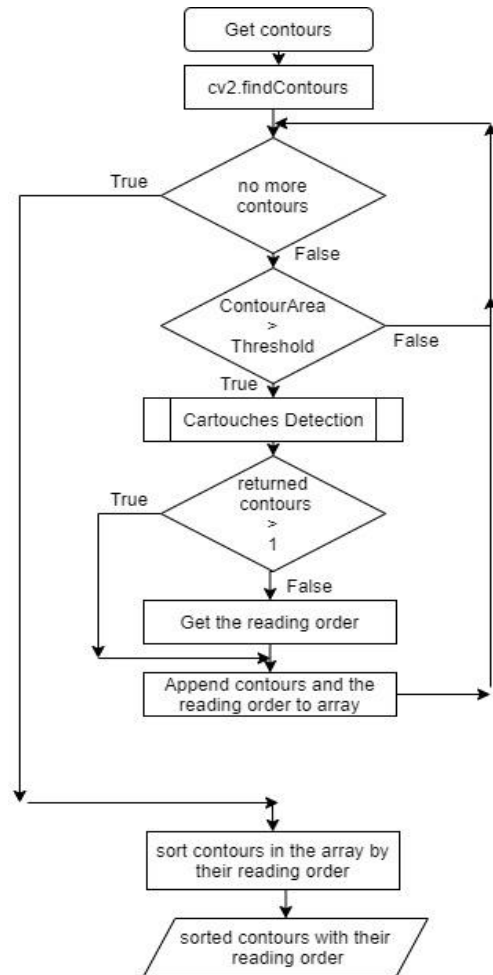 Get contours
cv2.findContours
True
no more
contours
False
ContourArea
>
Threshold
False
True
Cartouches Detection
returned
contours
>
1
True
False
Get the reading order
Append contours and the
reading order to array
sort contours in the array by
their reading order
sorted contours with their
reading order